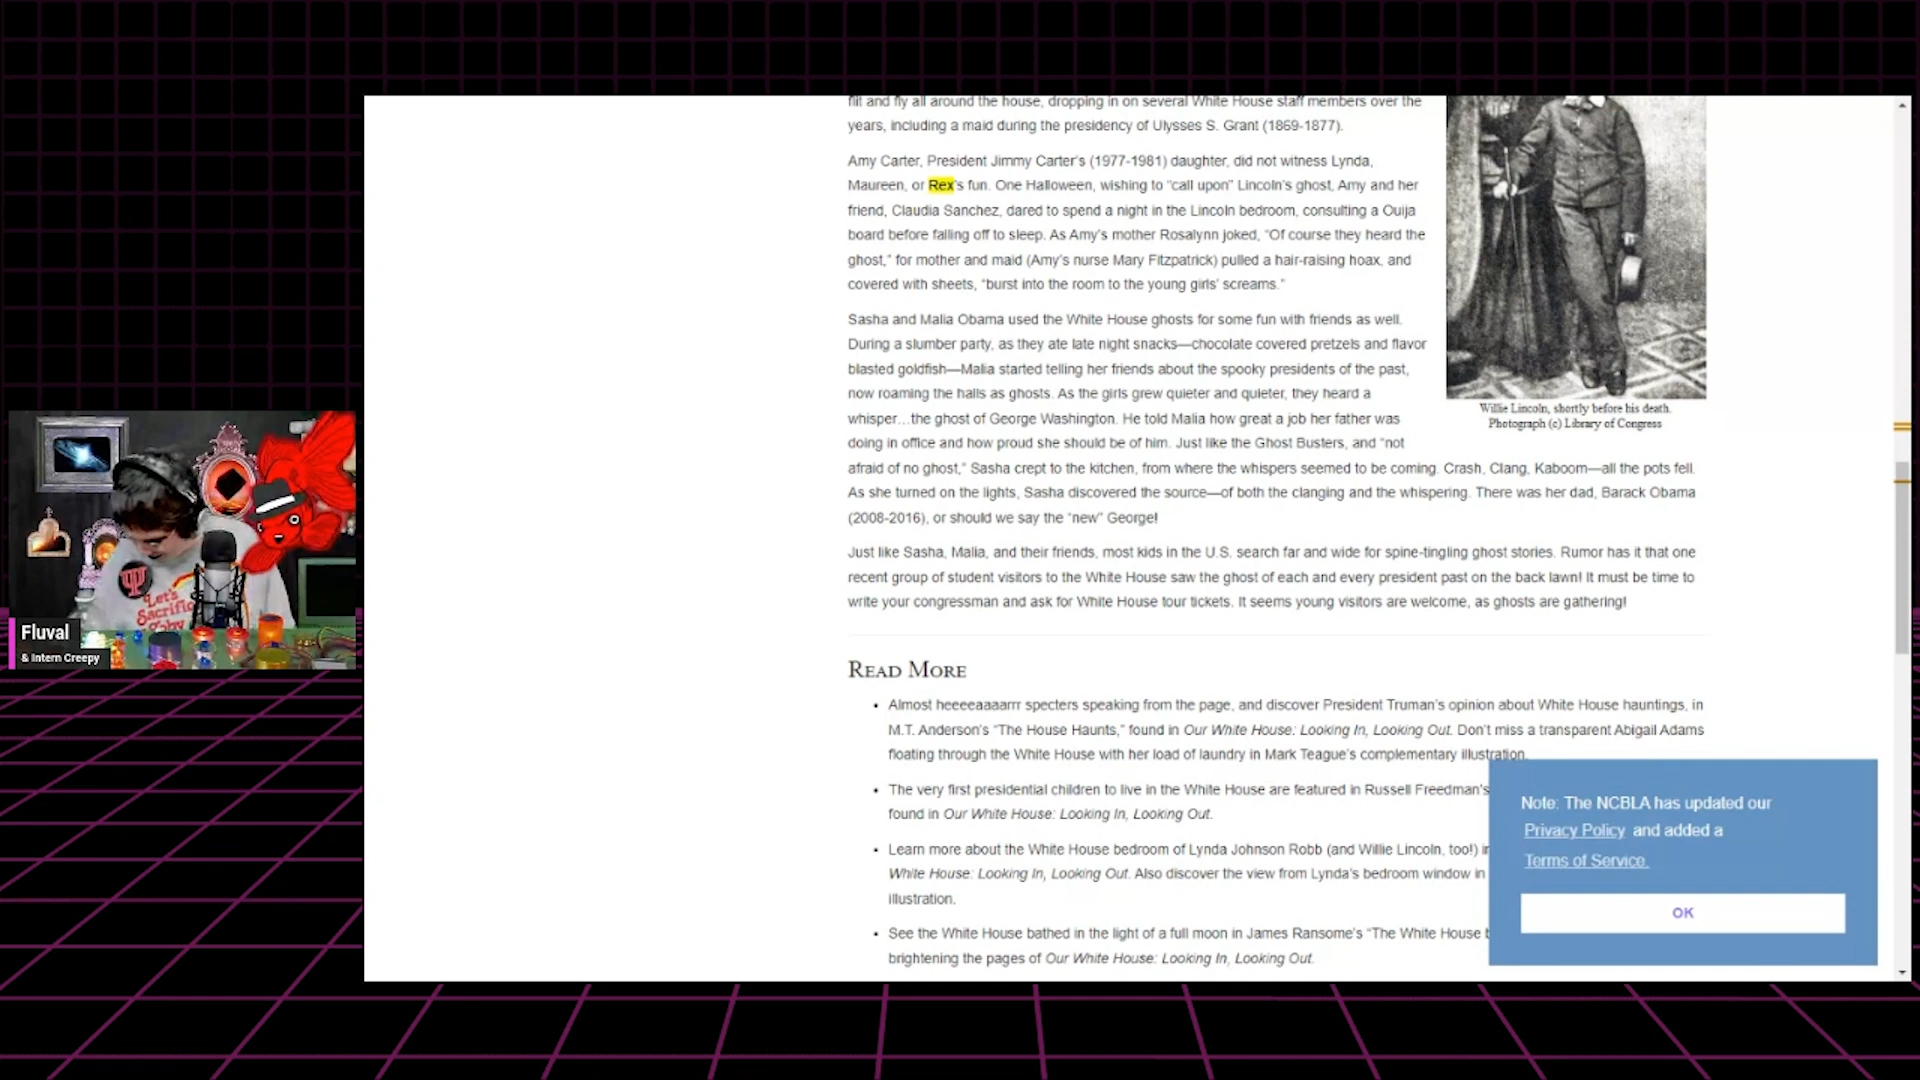 flit and fly all around the house, dropping in on several White House staff members over the
years, including a maid during the presidency of Ulysses S. Grant (1869-1877).
Amy Carter, President Jimmy Carter's (1977-1981) daughter, did not witness Lynda,
Maureen, or Rex's fun. One Halloween, wishing to “call upon” Lincoln's ghost, Amy and her
friend, Claudia Sanchez, dared to spend a night in the Lincoln bedroom, consulting a Ouija
board before falling off to sleep. As Amy's mother Rosalynn joked, “Of course they heard the
ghost,” for mother and maid (Amy's nurse Mary Fitzpatrick) pulled a hair-raising hoax, and
covered with sheets, “burst into the room to the young girls' screams.”
Willie Lincoln, shortly before his death.
Photograph (c) Library of Congress
Sasha and Malia Obama used the White House ghosts for some fun with friends as well.
During a slumber party, as they ate late night snacks—chocolate covered pretzels and flavor
blasted goldfish—Malia started telling her friends about the spooky presidents of the past,
now roaming the halls as ghosts. As the girls grew quieter and quieter, they heard a
whisper…the ghost of George Washington. He told Malia how great a job her father was
doing in office and how proud she should be of him. Just like the Ghost Busters, and “not
afraid of no ghost,” Sasha crept to the kitchen, from where the whispers seemed to be coming. Crash, Clang, Kaboom—all the pots fell.
As she turned on the lights, Sasha discovered the source—of both the clanging and the whispering. There was her dad, Barack Obama
(2008-2016), or should we say the “new” George!
Just like Sasha, Malia, and their friends, most kids in the U.S. search far and wide for spine-tingling ghost stories. Rumor has it that one
recent group of student visitors to the White House saw the ghost of each and every president past on the back lawn! It must be time to
write your congressman and ask for White House tour tickets. It seems young visitors are welcome, as ghosts are gathering!
Read More
• Almost heeeeaaaarrr specters speaking from the page, and discover President Truman's opinion about White House hauntings, in
M.T. Anderson's “The House Haunts,” found in Our White House: Looking In, Looking Out. Don't miss a transparent Abigail Adams
floating through the White House with her load of laundry in Mark Teague's complementary illustration.
• The very first presidential children to live in the White House are featured in Russell Freedman's
found in Our White House: Looking In, Looking Out.
• Learn more about the White House bedroom of Lynda Johnson Robb (and Willie Lincoln, too!)
White House: Looking In, Looking Out. Also discover the view from Lynda's bedroom window in
illustration.
• See the White House bathed in the light of a full moon in James Ransome's “The White House
brightening the pages of Our White House: Looking In, Looking Out.
Note: The NCBLA has updated our
Privacy Policy and added a
Terms of Service.
OK
Let's
Sacrific
Fluval
& Intern Creepy